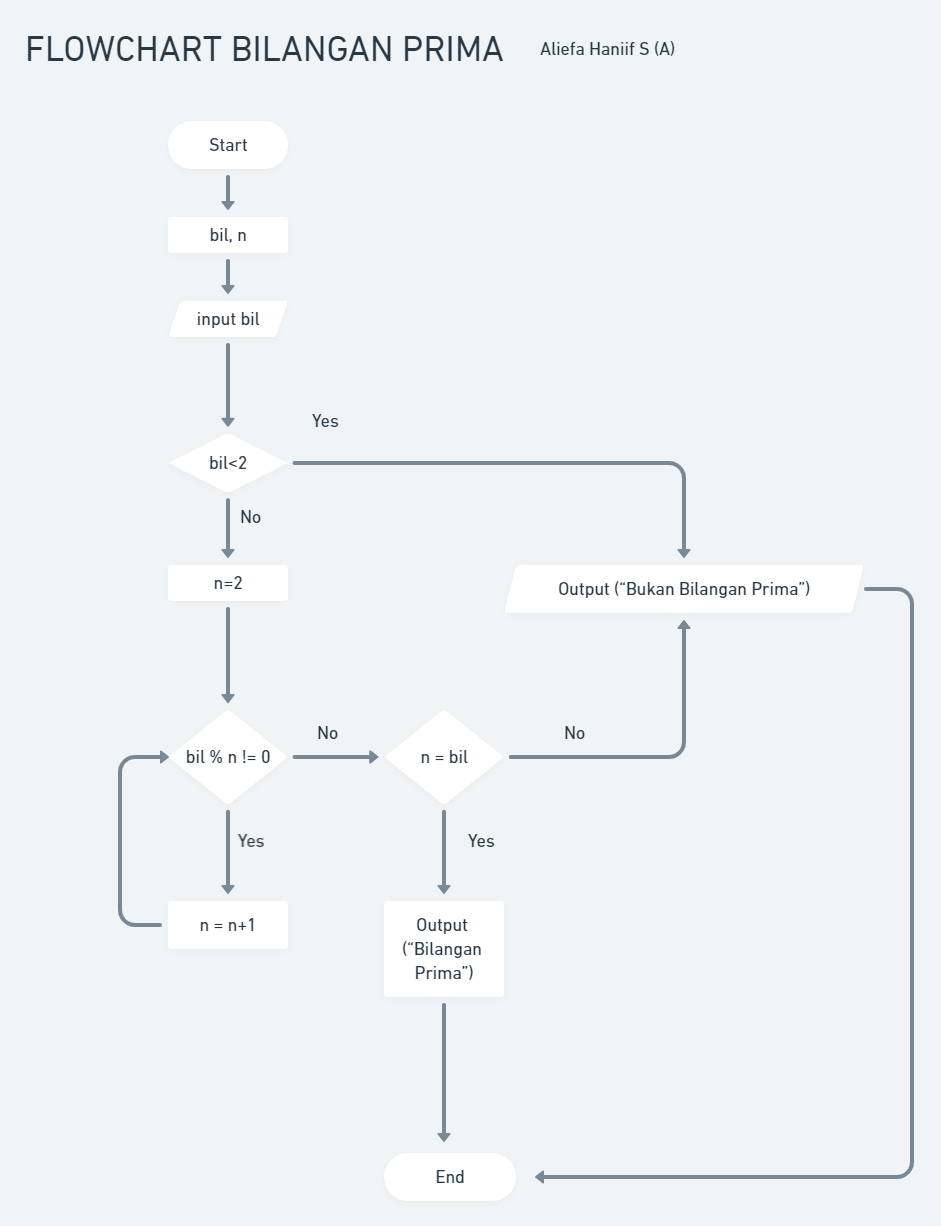 FLOWCHART BILANGAN PRIMA
Aliefa Haniif S (A)
Start
bil, n
input bil
Yes
bil<2
No
n=2
Output (“Bukan Bilangan Prima”)
No
No
bil % n != 0
n = bil
Yes
Yes
n = n+1
Output
(“Bilangan
Prima”)
End